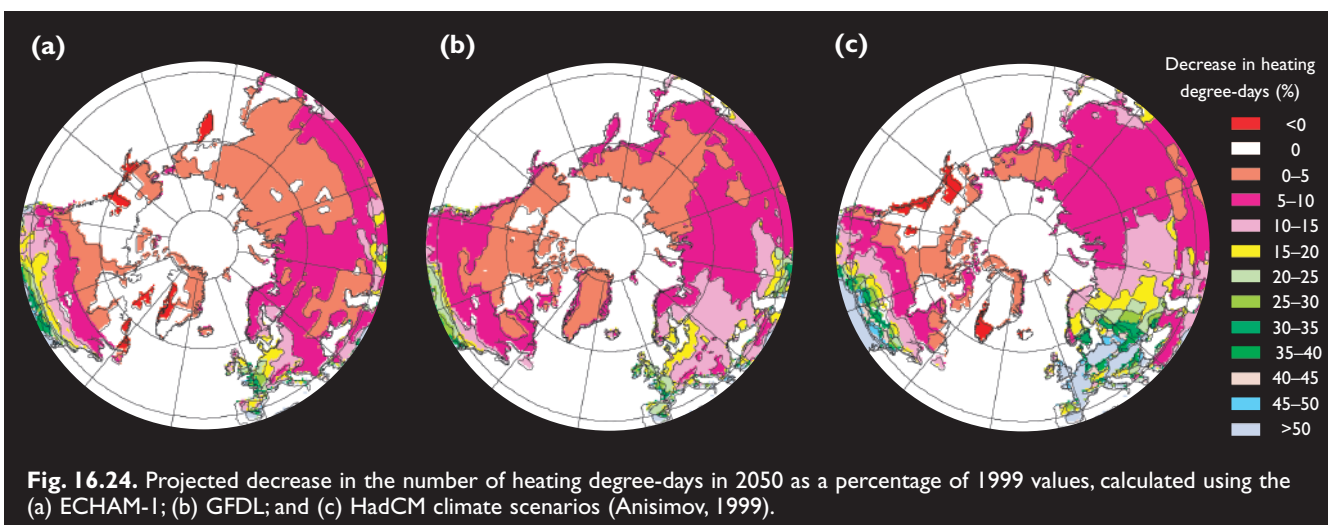 (a)
(b)
(c)
Decrease in heating
degree-days (%)
<0
0
0–5
5–10
10–15
15–20
20–25
25–30
30–35
35–40
40–45
45–50
>50
Fig. 16.24. Projected decrease in the number of heating degree-days in 2050 as a percentage of 1999 values, calculated using the
(a) ECHAM-1; (b) GFDL; and (c) HadCM climate scenarios (Anisimov, 1999).